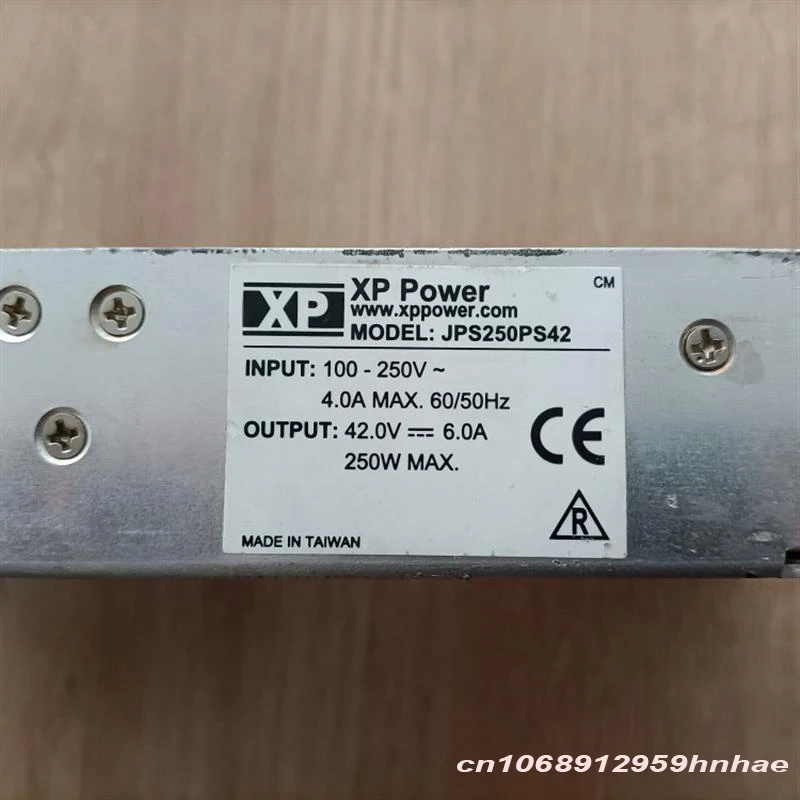 XP
XP Power
www.xppower.com
MODEL: JPS250PS42
CM
INPUT: 100 - 250V ~
4.0A MAX. 60/50Hz
OUTPUT: 42.0V ⎓ 6.0A
250W MAX.
CE
R
MADE IN TAIWAN
cn1068912959hnhae